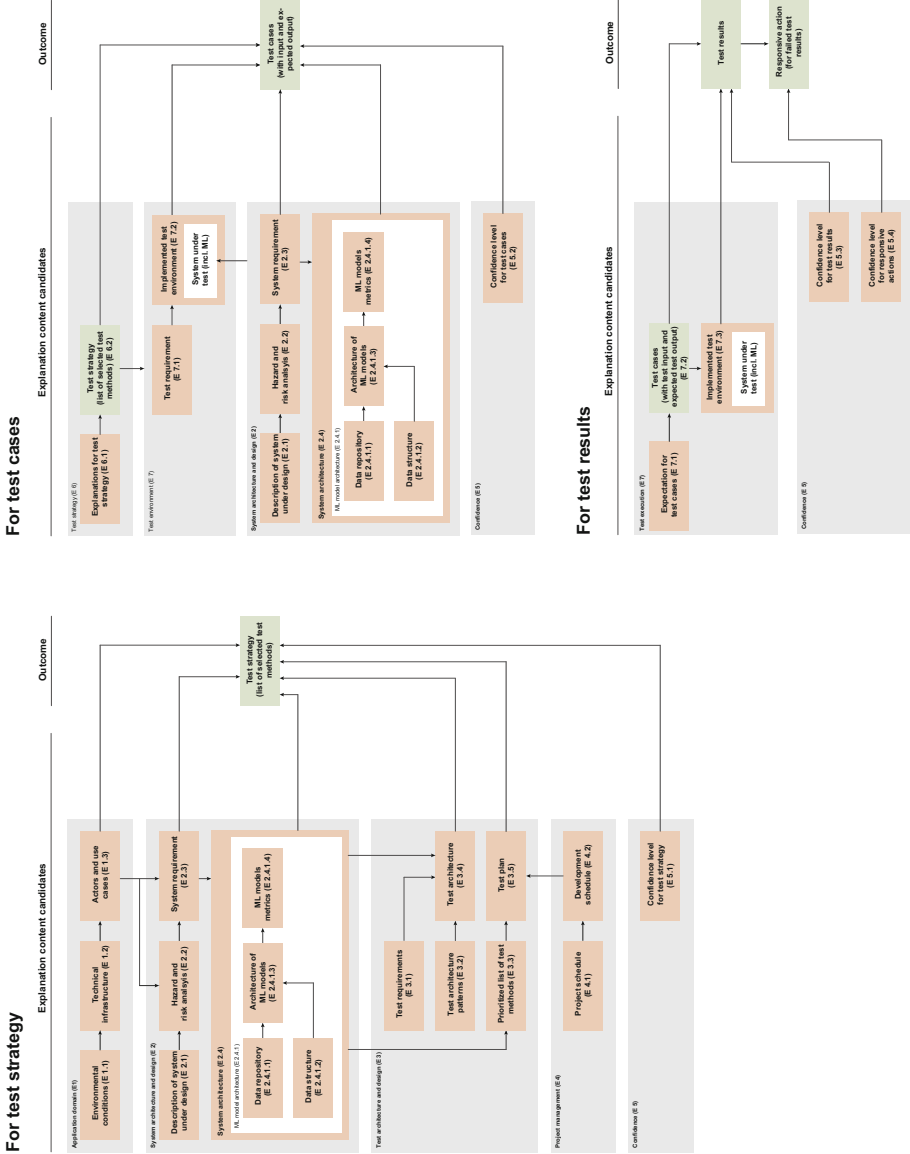 For test strategy
Explanation content candidates
Outcome
Application domain (E1)
Environmental
conditions (E 1.1)
Technical
infrastructure (E 1.2)
Actors and use
cases (E 1.3)
System architecture and design (E 2)
Description of system
under design (E 2.1)
Hazard and
risk analsyis (E 2.2)
System requirement
(E 2.3)
System architecture (E 2.4)
ML model architecture (E 2.4.1)
Data repository
(E 2.4.1.1)
Data structure
(E 2.4.1.2)
Architecture of
ML models
(E 2.4.1.3)
ML models
metrics (E 2.4.1.4)
Test architecture and design (E 3)
Test requirements
(E 3.1)
Test architecture
patterns (E 3.2)
Prioritized list of test
methods (E 3.3)
Test architecture
(E 3.4)
Test plan
(E 3.5)
Project management (E 4)
Project schedule
(E 4.1)
Development
schedule (E 4.2)
Confidence (E 5)
Confidence level
for test strategy
(E 5.1)
Test strategy
(list of selected test
methods)
For test cases
Explanation content candidates
Outcome
Test strategy (E 6)
Explanations for test
strategy (E 6.1)
Test strategy
(list of selected test
methods) (E 6.2)
Test environment (E 7)
Test requirement
(E 7.1)
Implemented test
environment (E 7.2)
System under
test (incl. ML)
System architecture and design (E 2)
Description of system
under design (E 2.1)
Hazard and
risk analsyis (E 2.2)
System requirement
(E 2.3)
System architecture (E 2.4)
ML model architecture (E 2.4.1)
Data repository
(E 2.4.1.1)
Data structure
(E 2.4.1.2)
Architecture of
ML models
(E 2.4.1.3)
ML models
metrics (E 2.4.1.4)
Confidence (E 5)
Confidence level
for test cases
(E 5.2)
Test cases
(with input and ex-
pected output)
For test results
Explanation content candidates
Outcome
Test execution (E 7)
Expectation for
test cases (E 7.1)
Test cases
(with test input and
expected test output)
(E 7.2)
Implemented test
environment (E 7.3)
System under
test (incl. ML)
Confidence (E 5)
Confidence level
for test results
(E 5.3)
Confidence level
for responsive
actions (E 5.4)
Test results
Responsive action
(for failed test
results)